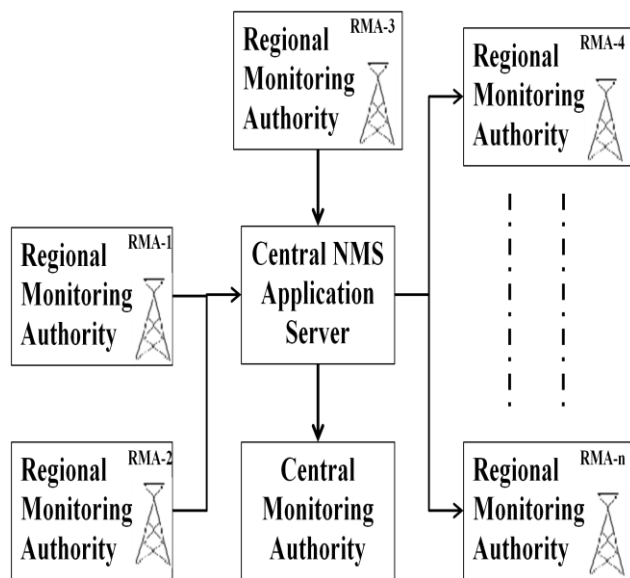 RMA-3
Regional
Monitoring
Authority
RMA-4
Regional
Monitoring
Authority
RMA-1
Regional
Monitoring
Authority
Central NMS
Application
Server
RMA-2
Regional
Monitoring
Authority
Central
Monitoring
Authority
RMA-n
Regional
Monitoring
Authority